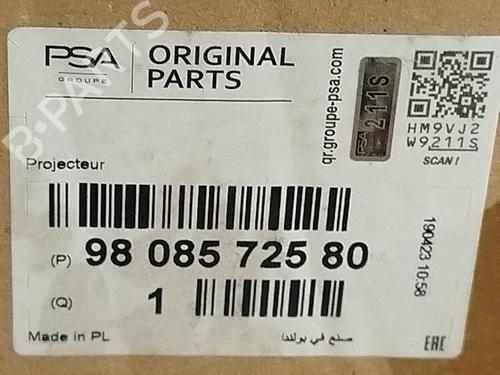 PSA
GROUPE
ORIGINAL
PARTS
qr.groupe-psa.com
PSA 211S
HM9VJ2
W9211S
SCAN !
Projecteur
(P) 98 085 725 80
(Q) 1
190423 10:58
Made in PL
صنع في بولندا
EAC
B-PARTS